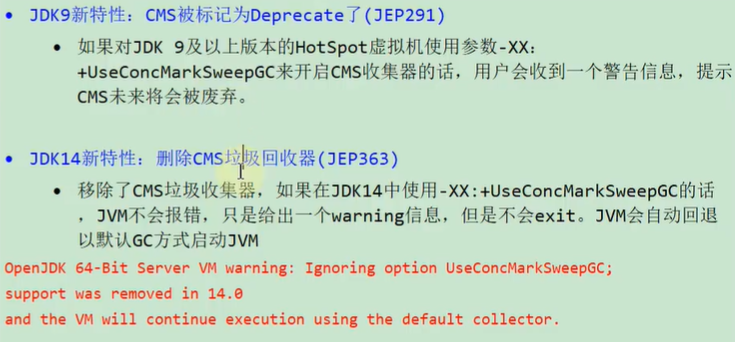 • JDK9新特性：CMS被标记为Deprecate了(JEP291)
• 如果对JDK 9及以上版本的HotSpot虚拟机使用参数-XX：
+UseConcMarkSweepGC来开启CMS收集器的话，用户会收到一个警告信息，提示
CMS未来将会被废弃。
• JDK14新特性：删除CMS垃圾回收器(JEP363)
• 移除了CMS垃圾收集器，如果在JDK14中使用-XX:+UseConcMarkSweepGC的话
，JVM不会报错，只是给出一个warning信息，但是不会exit。JVM会自动回退
以默认GC方式启动JVM
OpenJDK 64-Bit Server VM warning: Ignoring option UseConcMarkSweepGC;
support was removed in 14.0
and the VM will continue execution using the default collector.